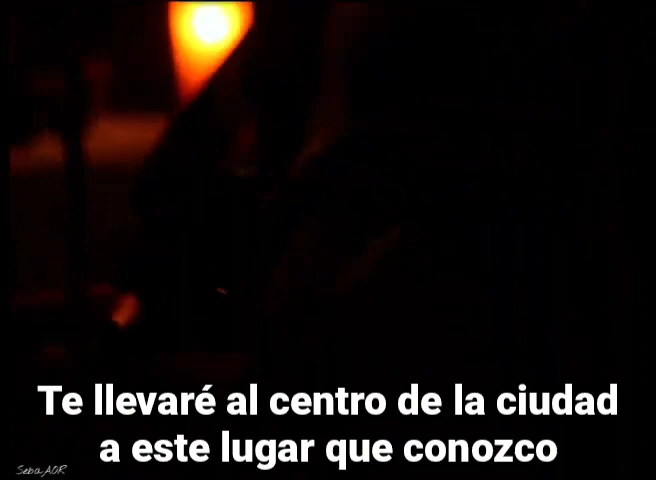 Te llevaré al centro de la ciudad
a este lugar que conozco
Seba AOR